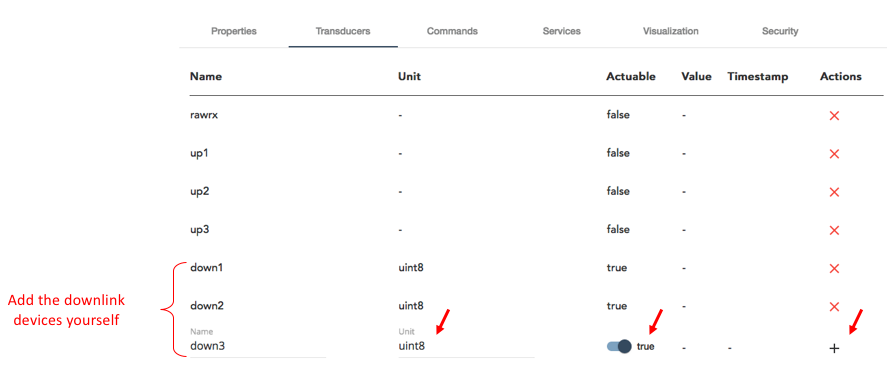 Properties Transducers Commands Services Visualization Security
Name Unit Actuable Value Timestamp Actions
rawrx - false -
up1 - false -
up2 - false -
up3 - false -
down1 uint8 true -
down2 uint8 true -
Name Unit
down3 uint8 true - -
Add the downlink
devices yourself